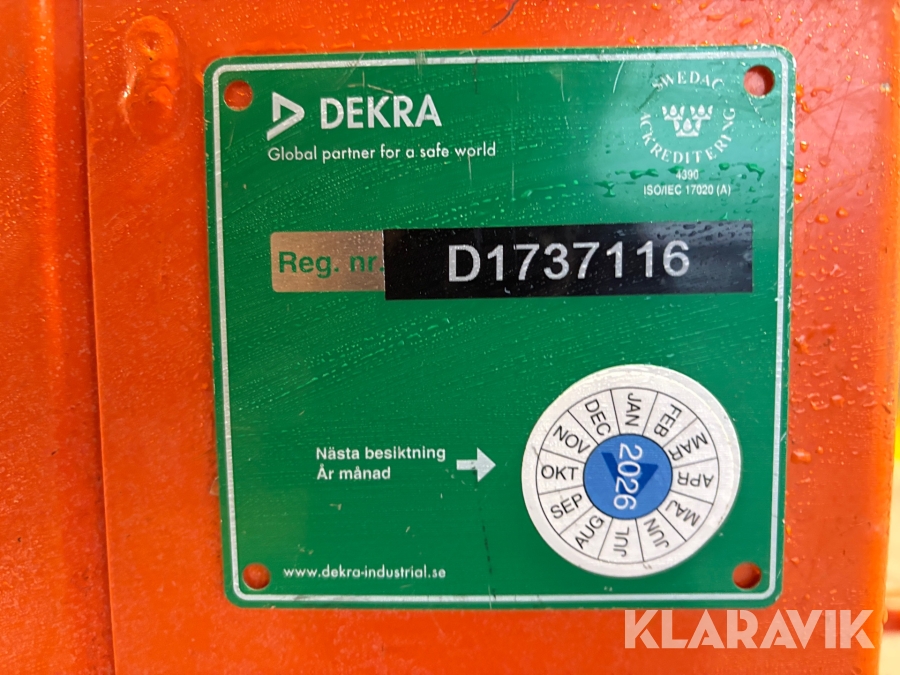 DEKRA
Global partner for a safe world
SWEDAC
ACKREDITERING
4390
ISO/IEC 17020 (A)
Reg. nr.
D1737116
Nästa besiktning
År månad
JAN
FEB
MAR
APR
MAJ
JUN
JUL
AUG
SEP
OKT
NOV
DEC
2026
www.dekra-industrial.se
KLARAVIK